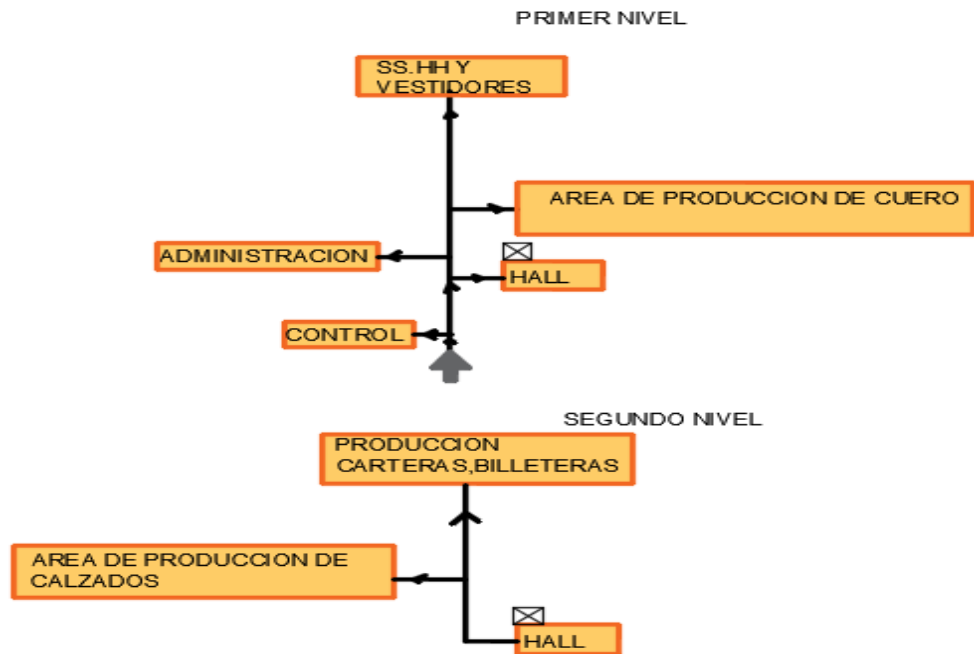 PRIMER NIVEL
SS.HH Y
VESTIDORES
AREA DE PRODUCCION DE CUERO
ADMINISTRACION
HALL
CONTROL
SEGUNDO NIVEL
PRODUCCION
CARTERAS,BILLETERAS
AREA DE PRODUCCION DE
CALZADOS
HALL